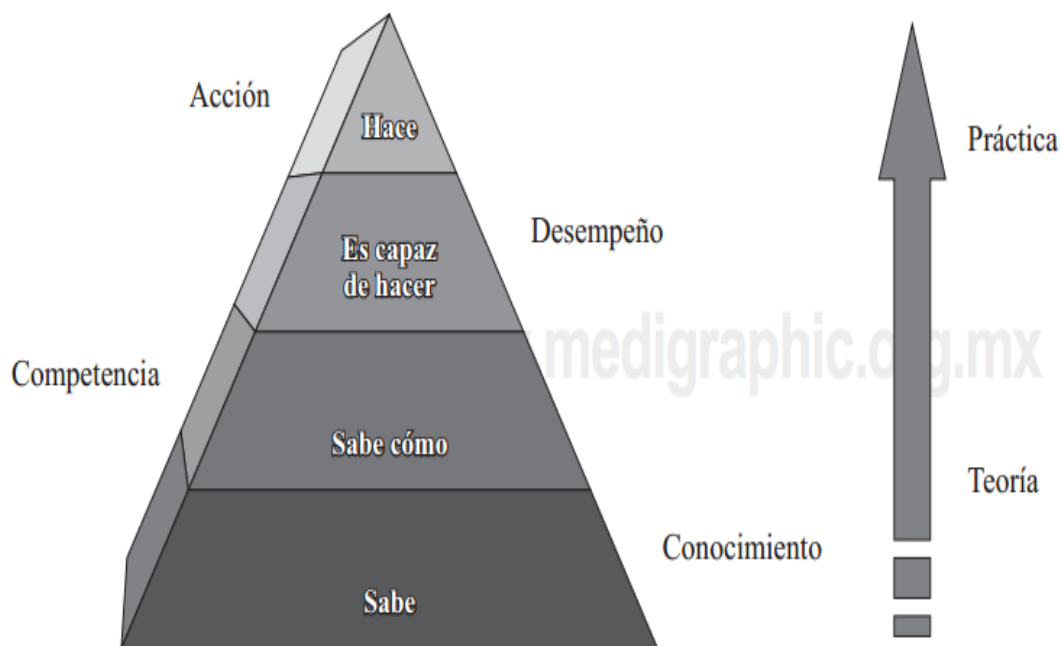 Acción
Hace
Práctica
Es capaz
de hacer
Desempeño
medigraphic.org.mx
Competencia
Sabe cómo
Teoría
Conocimiento
Sabe